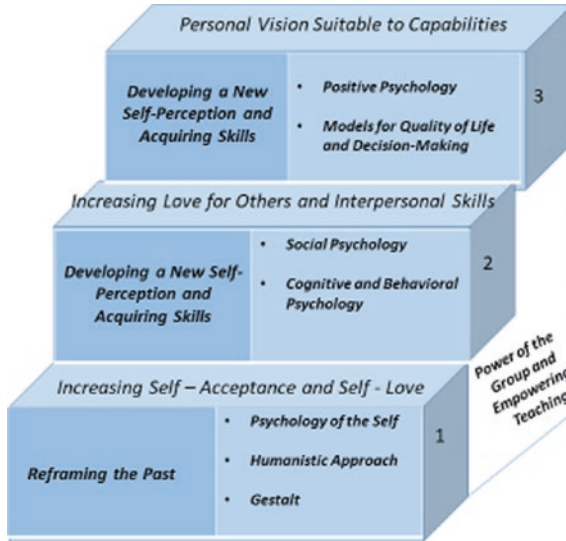 Personal Vision Suitable to Capabilities
Developing a New
Self-Perception and
Acquiring Skills
• Positive Psychology
• Models for Quality of Life
and Decision-Making
3
Increasing Love for Others and Interpersonal Skills
Developing a New Self-
Perception and
Acquiring Skills
• Social Psychology
• Cognitive and Behavioral
Psychology
2
Increasing Self – Acceptance and Self - Love
Reframing the Past
• Psychology of the Self
• Humanistic Approach
• Gestalt
1
Power of the
Group and
Empowering
Teaching